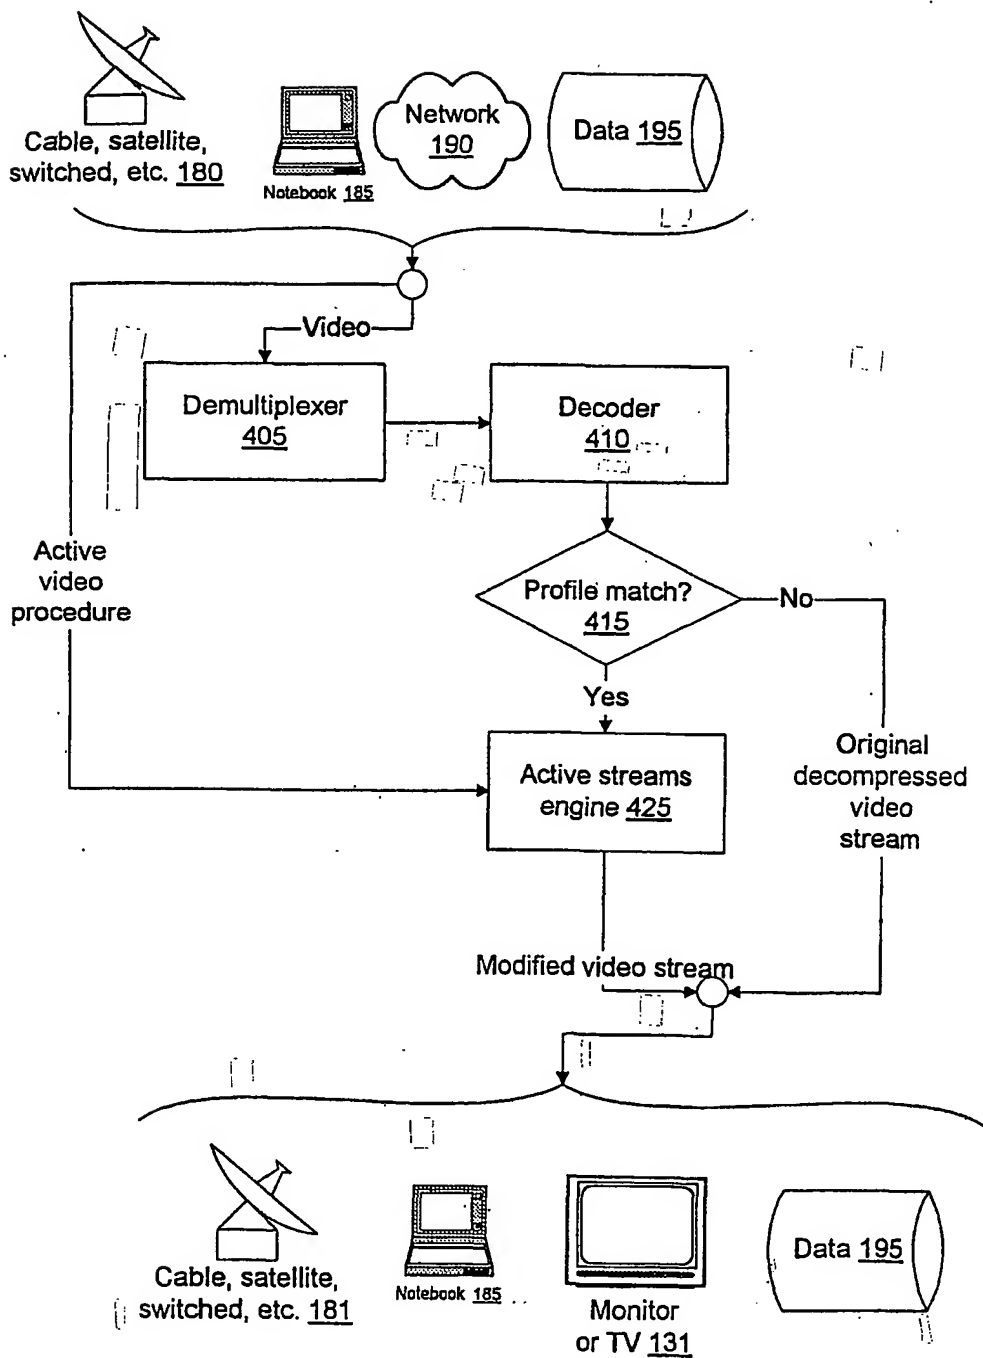 Cable, satellite,
switched, etc. 180
Notebook 185
Network
190
Data 195
Video
Demultiplexer
405
Decoder
410
Active
video
procedure
Profile match?
415
No
Yes
Active streams
engine 425
Original
decompressed
video
stream
Modified video stream
Cable, satellite,
switched, etc. 181
Notebook 185
Monitor
or TV 131
Data 195